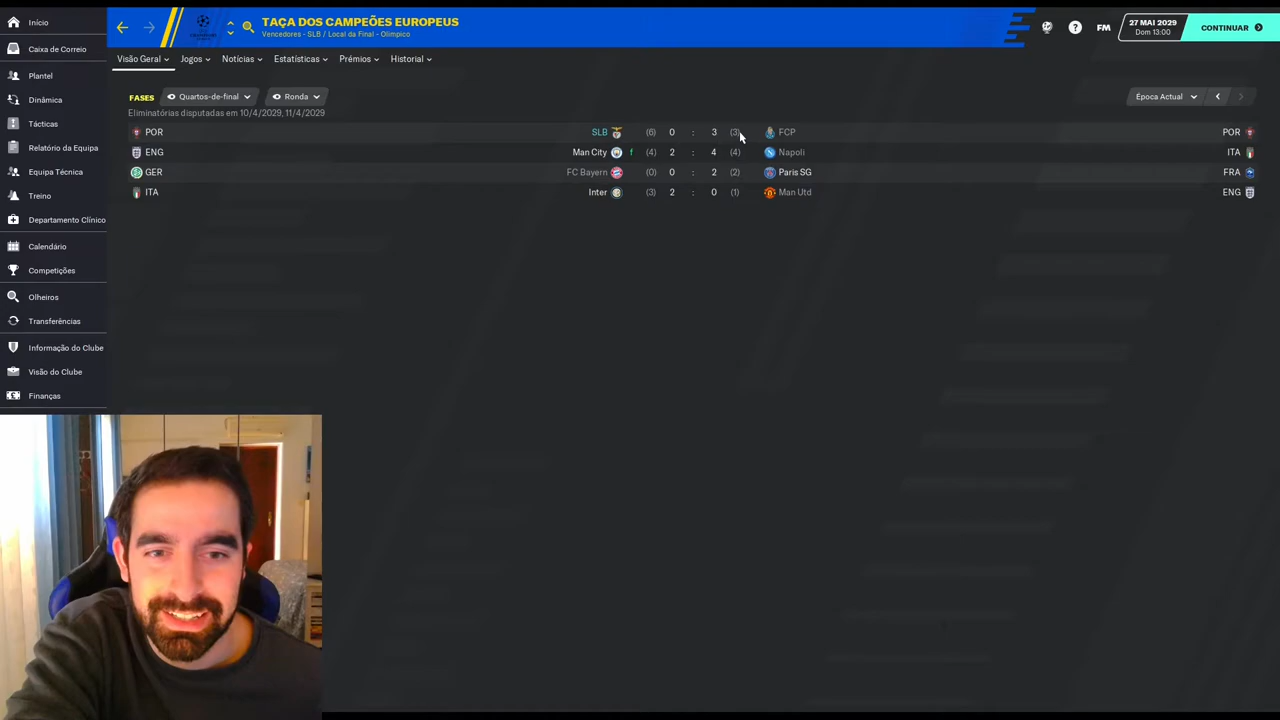 Início
Caixa de Correio
Plantel
Dinâmica
Tácticas
Relatório da Equipa
Equipa Técnica
Treino
Departamento Clínico
Calendário
Competições
Olheiros
Transferências
Informação do Clube
Visão do Clube
Finanças
TAÇA DOS CAMPEÕES EUROPEUS
Vencedores - SLB / Local da Final - Olímpico
FM
27 MAI 2029
Dom 13:00
CONTINUAR
Visão Geral Jogos Notícias Estatísticas Prémios Historial
FASES Quartos-de-final Ronda Época Actual
Eliminatórias disputadas em 10/4/2029, 11/4/2029
POR SLB (6) 0 : 3 (3) FCP POR
ENG Man City f (4) 2 : 4 (4) Napoli ITA
GER FC Bayern (0) 0 : 2 (2) Paris SG FRA
ITA Inter (3) 2 : 0 (1) Man Utd ENG